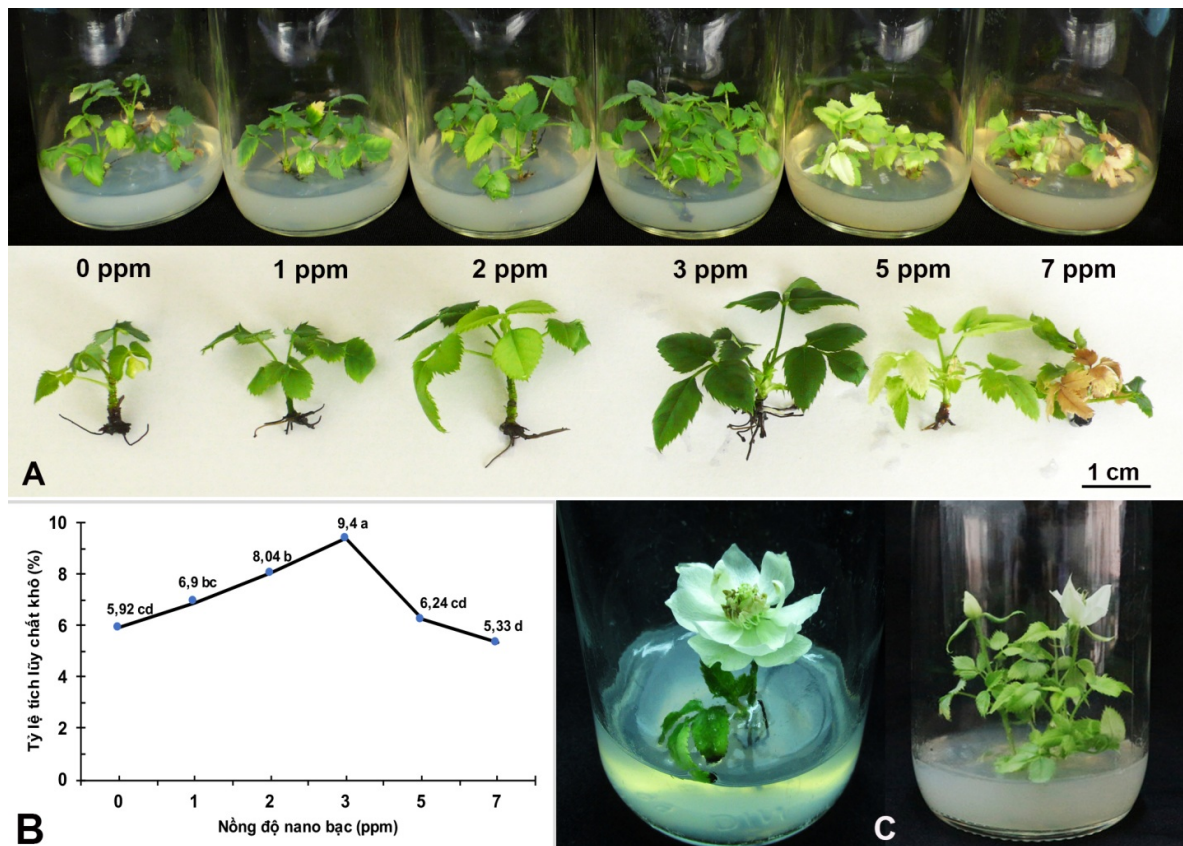 0 ppm 1 ppm 2 ppm 3 ppm 5 ppm 7 ppm
A
1 cm
Tỷ lệ tích lũy chất khô (%)
10
8
6
4
2
0
5,92 cd
6,9 bc
8,04 b
9,4 a
6,24 cd
5,33 d
0 1 2 3 5 7
Nồng độ nano bạc (ppm)
B
C